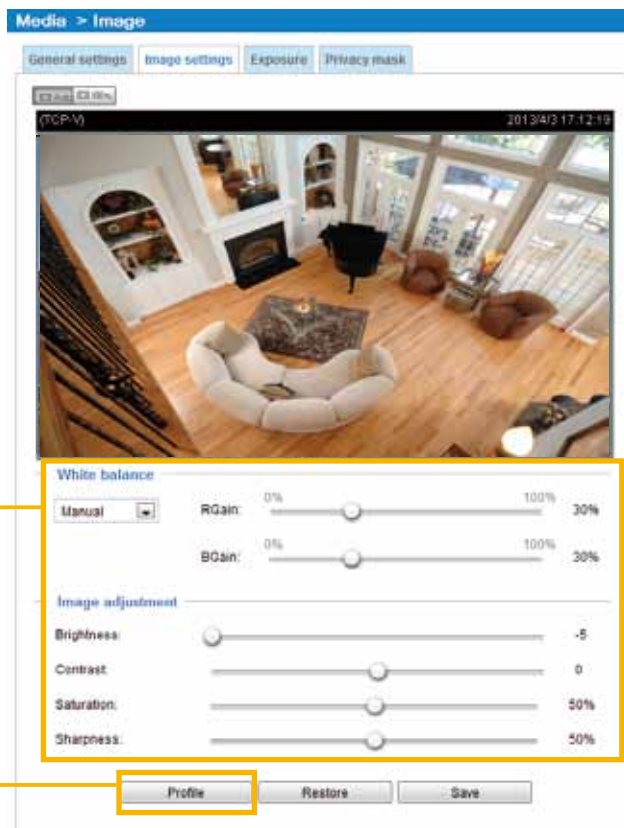 Media > Image
General settings Image settings Exposure Privacy mask
(TCP-V) 2013/4/3 17:12:19
White balance
Manual RGain: 0% 100% 30%
BGain: 0% 100% 30%
Image adjustment
Brightness: -5
Contrast: 0
Saturation: 50%
Sharpness: 50%
Profile Restore Save